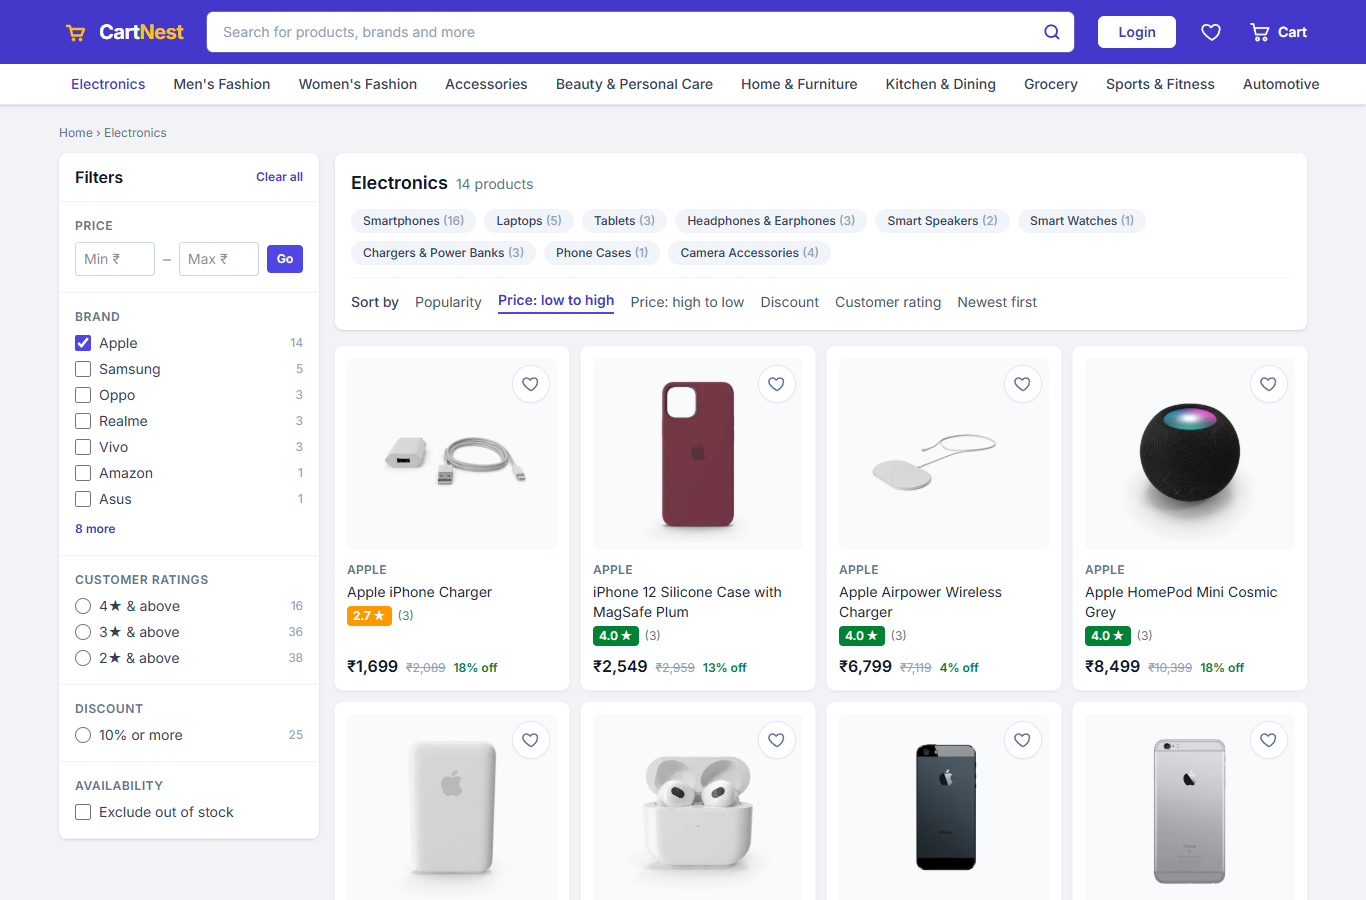 CartNest
Search for products, brands and more
Login
Cart
Electronics Men's Fashion Women's Fashion Accessories Beauty & Personal Care Home & Furniture Kitchen & Dining Grocery Sports & Fitness Automotive
Home › Electronics
Filters Clear all
PRICE
Min ₹ – Max ₹ Go
BRAND
Apple 14
Samsung 5
Oppo 3
Realme 3
Vivo 3
Amazon 1
Asus 1
8 more
CUSTOMER RATINGS
4★ & above 16
3★ & above 36
2★ & above 38
DISCOUNT
10% or more 25
AVAILABILITY
Exclude out of stock
Electronics 14 products
Smartphones (16) Laptops (5) Tablets (3) Headphones & Earphones (3) Smart Speakers (2) Smart Watches (1)
Chargers & Power Banks (3) Phone Cases (1) Camera Accessories (4)
Sort by Popularity Price: low to high Price: high to low Discount Customer rating Newest first
APPLE
Apple iPhone Charger
2.7 ★ (3)
₹1,699 ₹2,089 18% off
APPLE
iPhone 12 Silicone Case with
MagSafe Plum
4.0 ★ (3)
₹2,549 ₹2,959 13% off
APPLE
Apple Airpower Wireless
Charger
4.0 ★ (3)
₹6,799 ₹7,119 4% off
APPLE
Apple HomePod Mini Cosmic
Grey
4.0 ★ (3)
₹8,499 ₹10,399 18% off